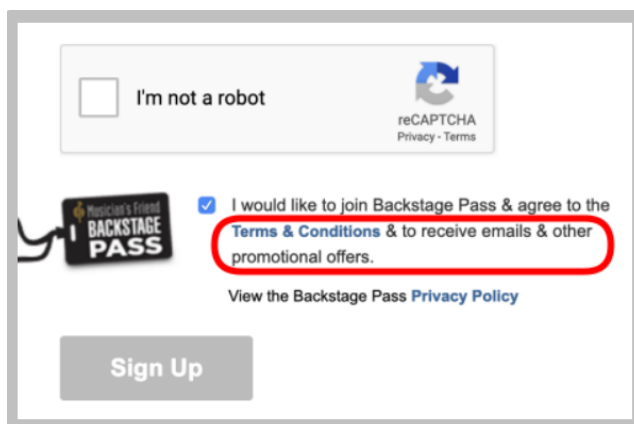 I'm not a robot
reCAPTCHA
Privacy - Terms
Musician's Friend
BACKSTAGE
PASS
I would like to join Backstage Pass & agree to the
Terms & Conditions & to receive emails & other
promotional offers.
View the Backstage Pass Privacy Policy
Sign Up